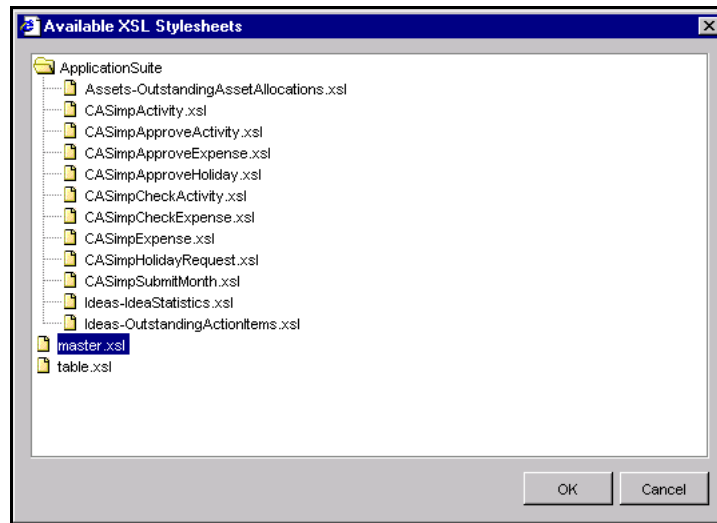 Available XSL Stylesheets
ApplicationSuite
Assets-OutstandingAssetAllocations.xsl
CASimpActivity.xsl
CASimpApproveActivity.xsl
CASimpApproveExpense.xsl
CASimpApproveHoliday.xsl
CASimpCheckActivity.xsl
CASimpCheckExpense.xsl
CASimpExpense.xsl
CASimpHolidayRequest.xsl
CASimpSubmitMonth.xsl
Ideas-IdeaStatistics.xsl
Ideas-OutstandingActionItems.xsl
master.xsl
table.xsl
OK Cancel